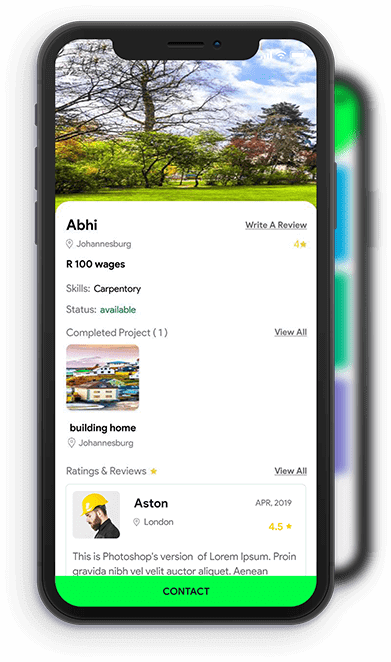 Abhi
Write A Review
Johannesburg
4
R 100 wages
Skills: Carpentory
Status: available
Completed Project ( 1 )
View All
building home
Johannesburg
Ratings & Reviews
View All
Aston
APR, 2019
London
4.5
This is Photoshop's version of Lorem Ipsum. Proin
gravida nibh vel velit auctor aliquet. Aenean
CONTACT